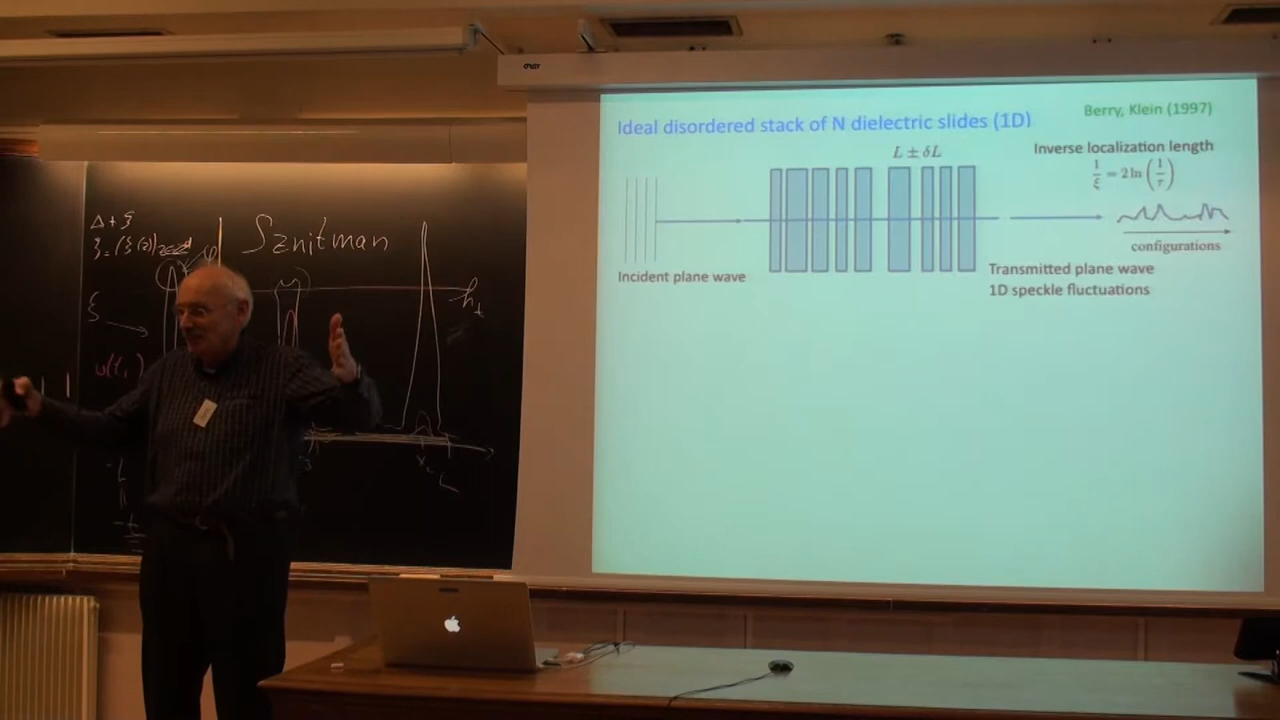 Δ + ξ
Sznitman
ξ
h_t
Ideal disordered stack of N dielectric slides (1D)
Berry, Klein (1997)
L ± δL
Inverse localization length
1/ξ = 2 ln (1/τ)
configurations
Incident plane wave
Transmitted plane wave
1D speckle fluctuations